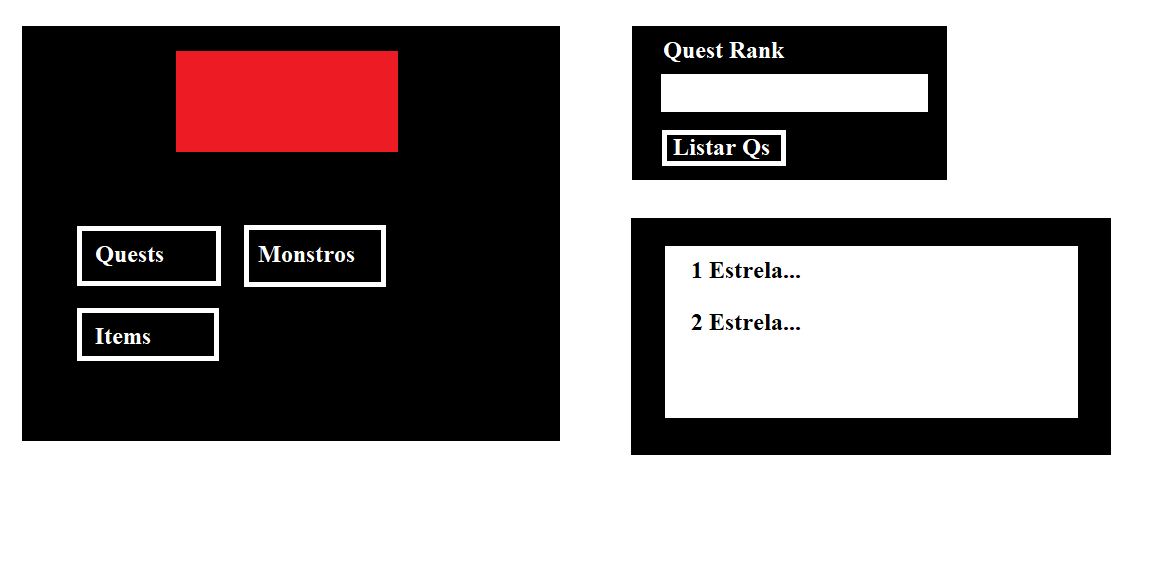 Quests
Monstros
Items
Quest Rank
Listar Qs
1 Estrela...
2 Estrela...